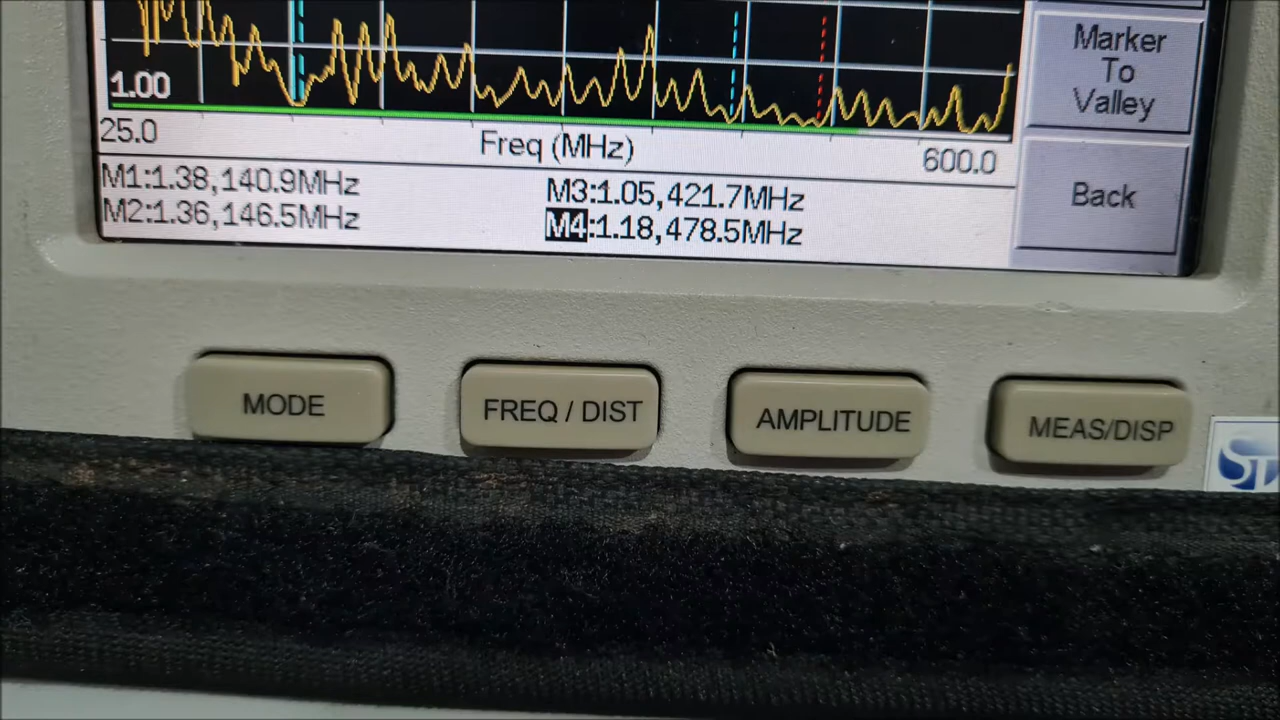 Marker
To
Valley
1.00
25.0
Freq (MHz)
600.0
M1:1.38,140.9MHz
M2:1.36,146.5MHz
M3:1.05,421.7MHz
M4:1.18,478.5MHz
Back
MODE
FREQ / DIST
AMPLITUDE
MEAS/DISP